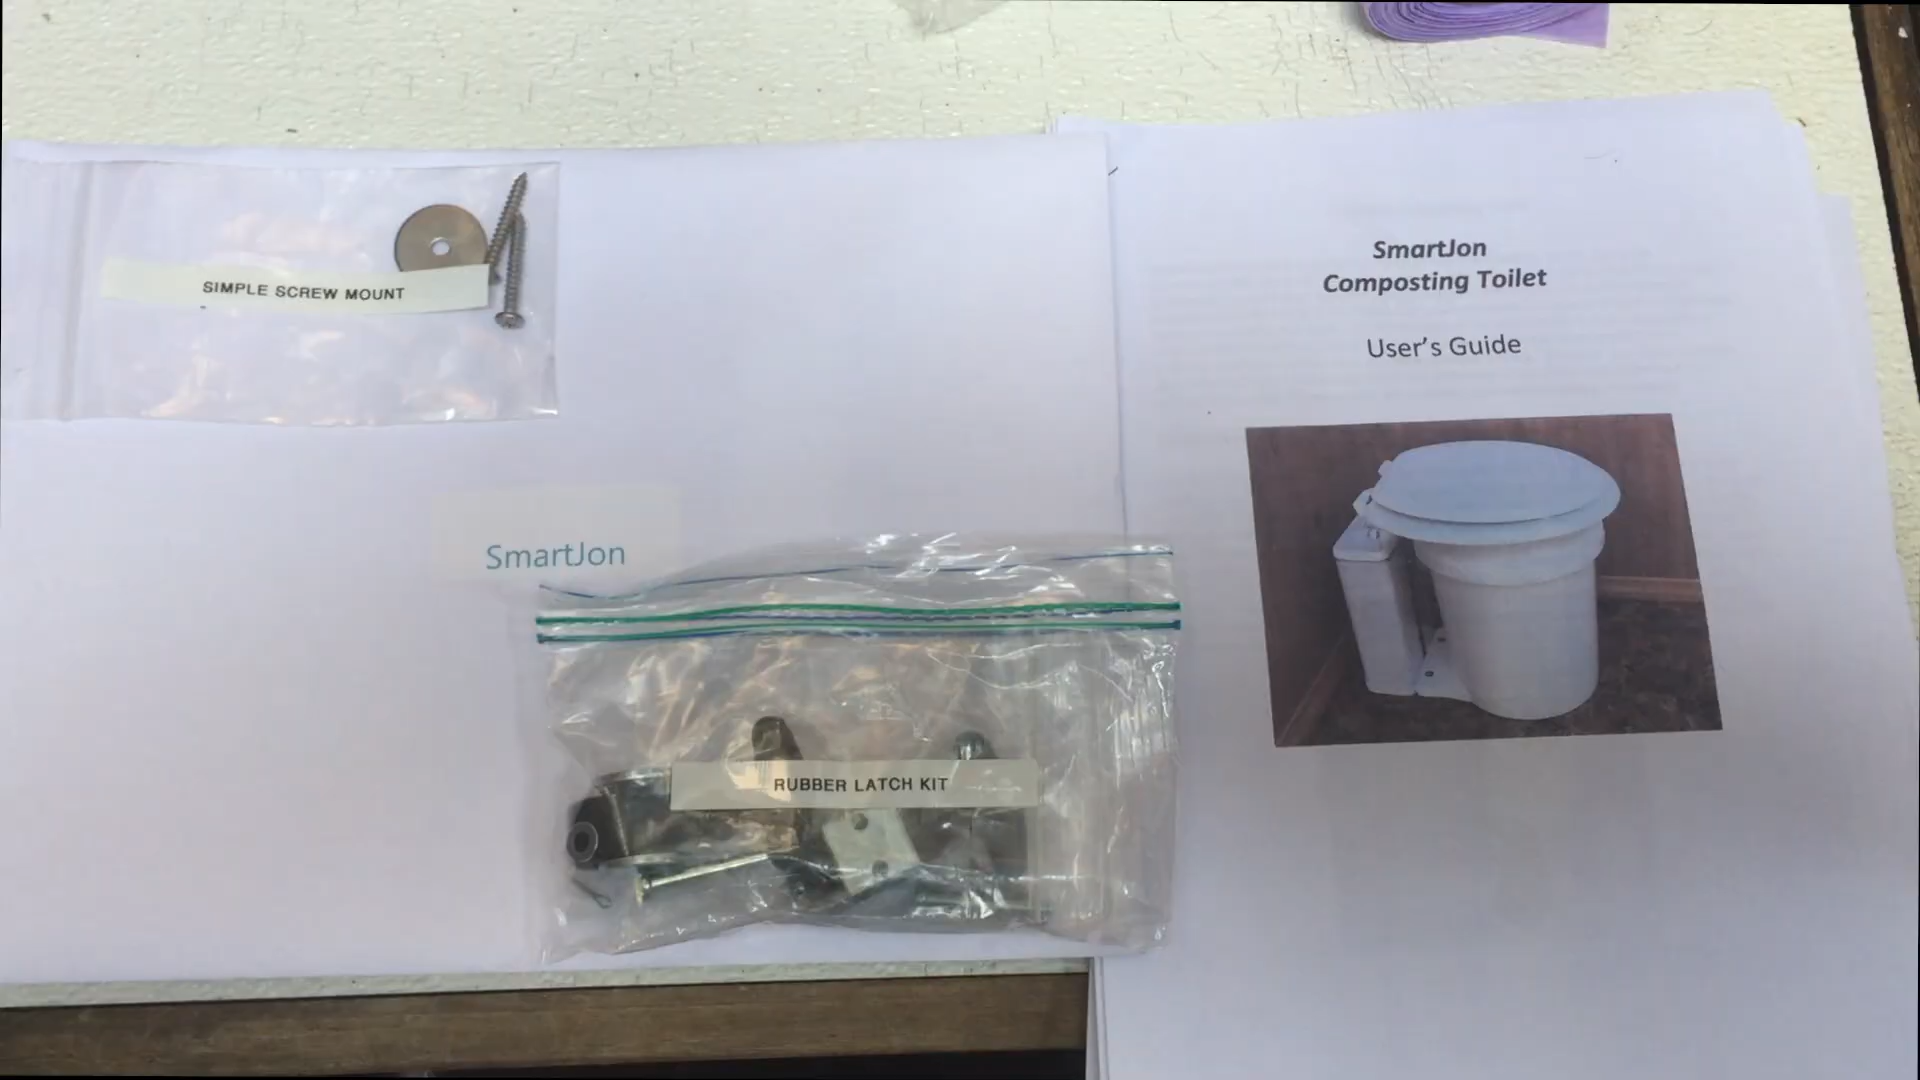 SIMPLE SCREW MOUNT
SmartJon
RUBBER LATCH KIT
SmartJon
Composting Toilet
User's Guide